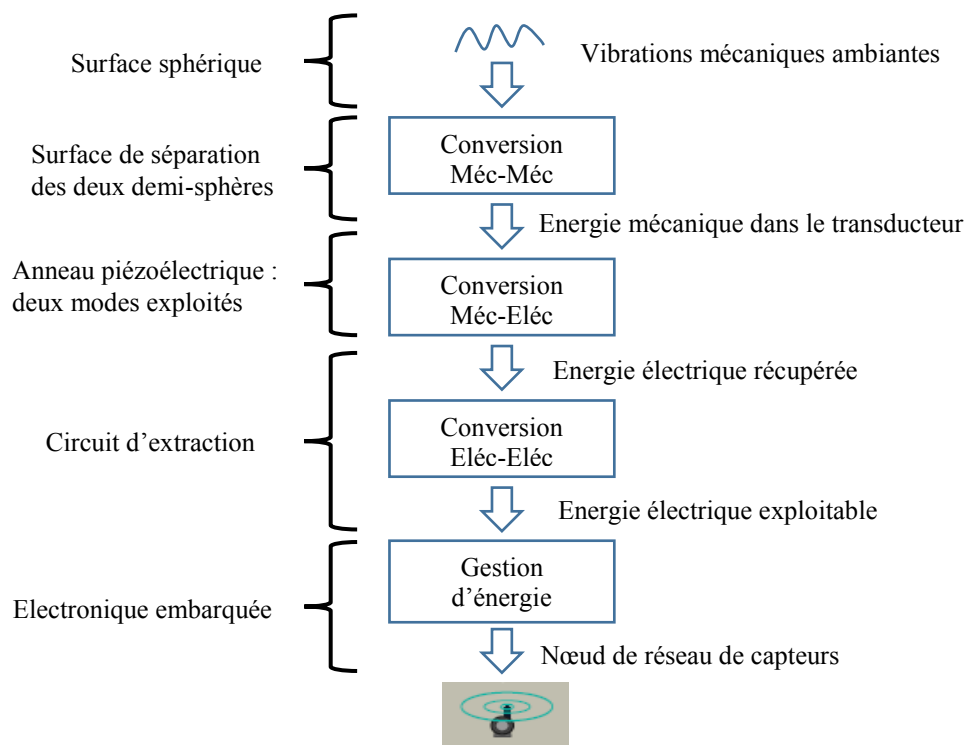 Surface sphérique
Vibrations mécaniques ambiantes
Surface de séparation
des deux demi-sphères
Conversion
Méc-Méc
Energie mécanique dans le transducteur
Anneau piézoélectrique :
deux modes exploités
Conversion
Méc-Eléc
Energie électrique récupérée
Circuit d’extraction
Conversion
Eléc-Eléc
Energie électrique exploitable
Electronique embarquée
Gestion
d’énergie
Nœud de réseau de capteurs